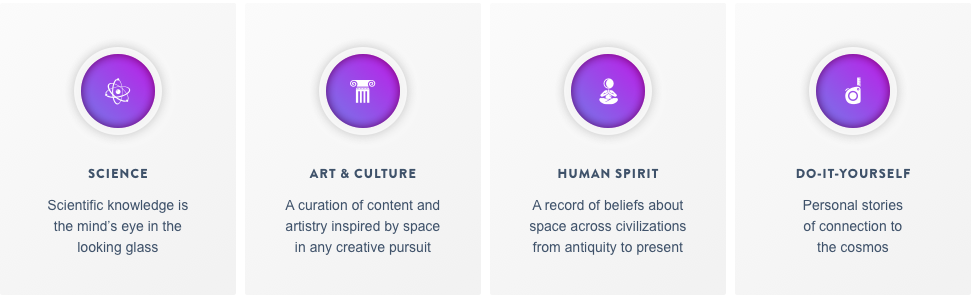 SCIENCE
Scientific knowledge is
the mind's eye in the
looking glass
ART & CULTURE
A curation of content and
artistry inspired by space
in any creative pursuit
HUMAN SPIRIT
A record of beliefs about
space across civilizations
from antiquity to present
DO-IT-YOURSELF
Personal stories
of connection to
the cosmos